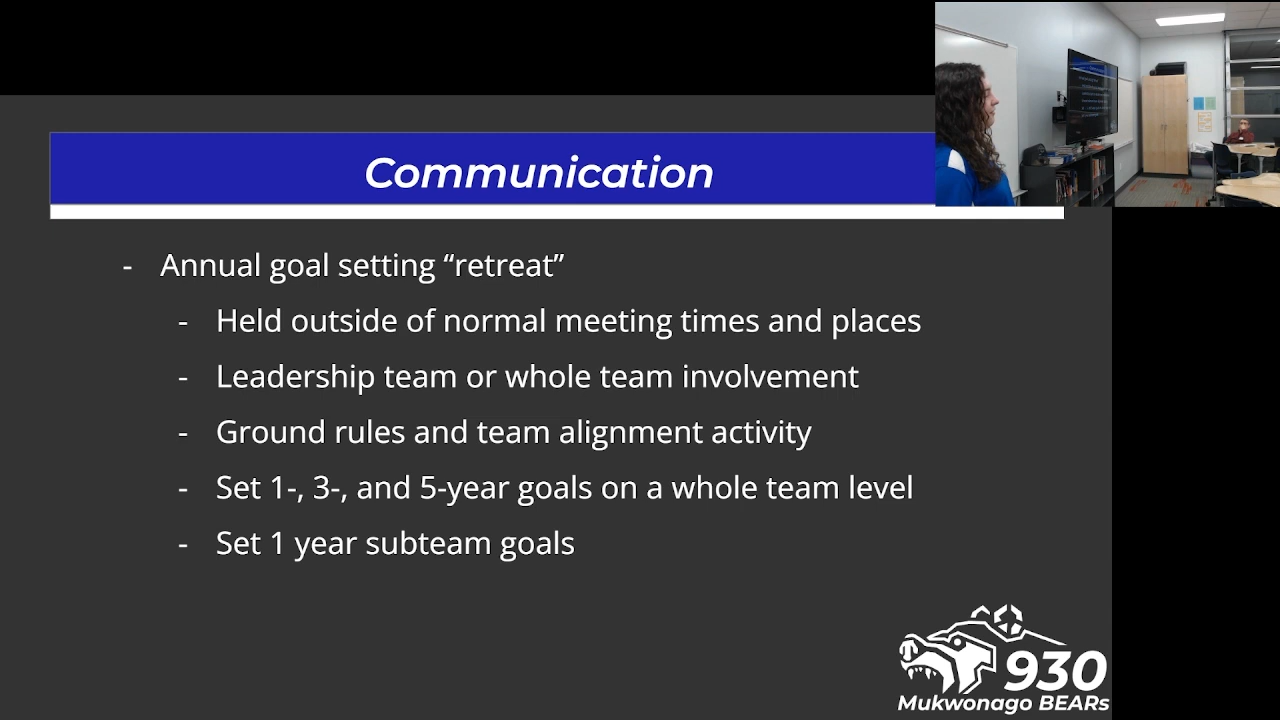 Communication
- Annual goal setting “retreat”
- Held outside of normal meeting times and places
- Leadership team or whole team involvement
- Ground rules and team alignment activity
- Set 1-, 3-, and 5-year goals on a whole team level
- Set 1 year subteam goals
930
Mukwonago BEARs